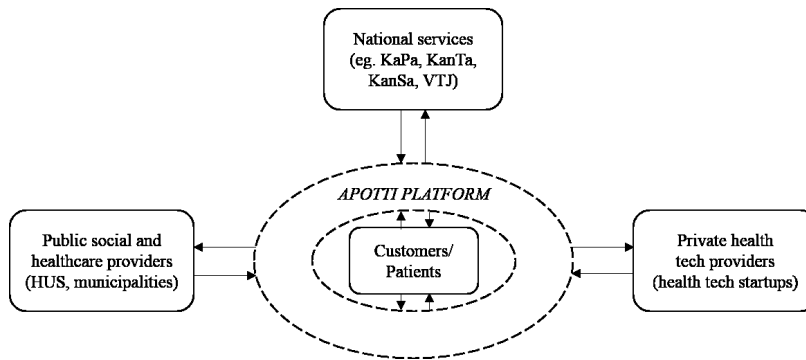 National services
(eg. KaPa, KanTa,
KanSa, VTJ)
APOTTI PLATFORM
Public social and
healthcare providers
(HUS, municipalities)
Customers/
Patients
Private health
tech providers
(health tech startups)